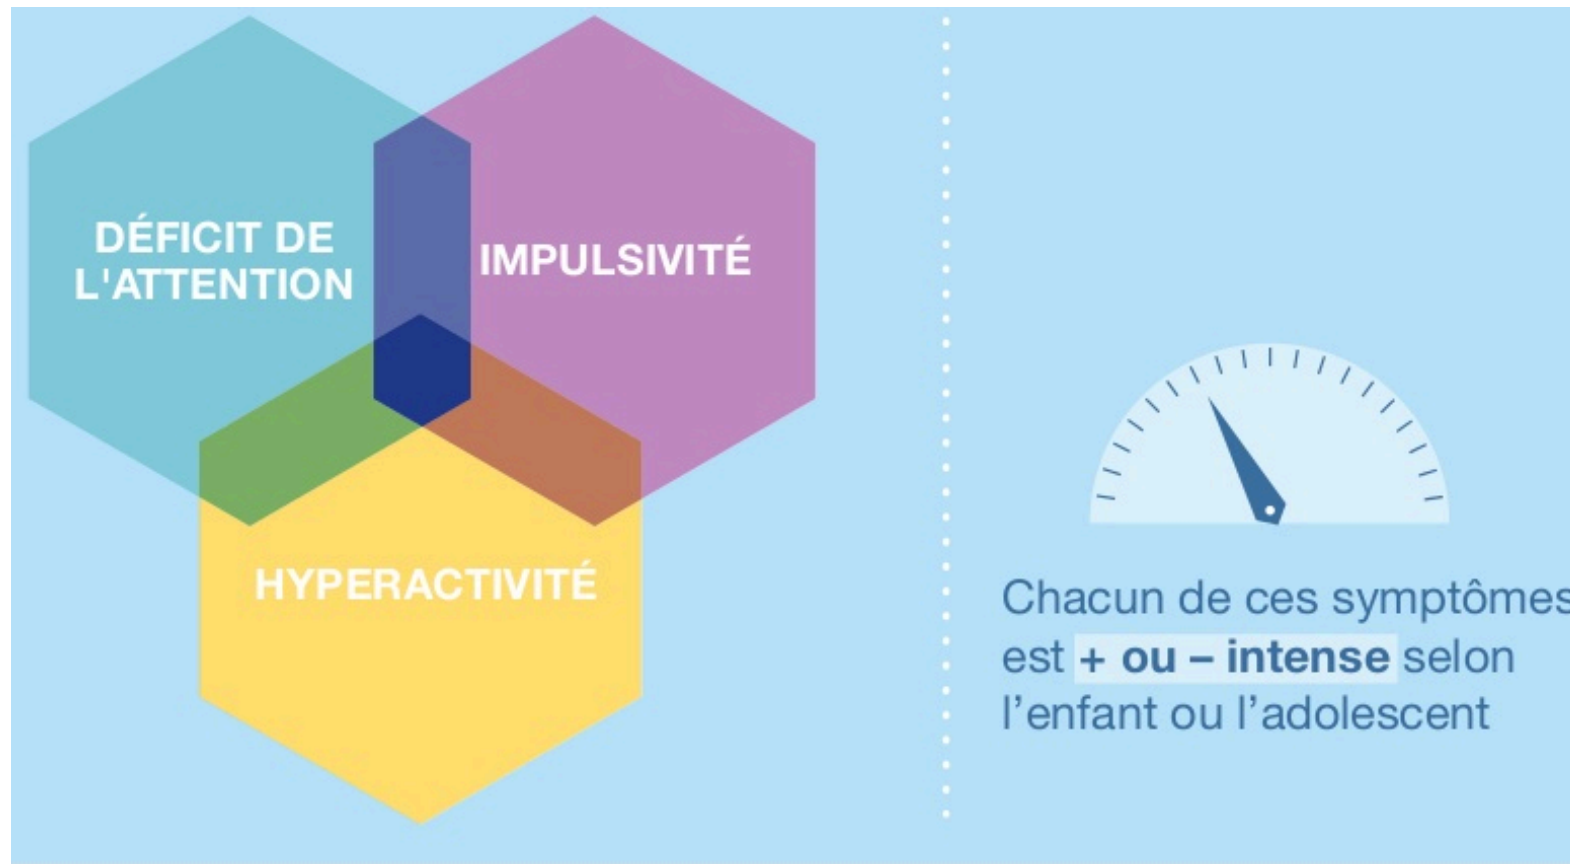 DÉFICIT DE
L'ATTENTION
IMPULSIVITÉ
HYPERACTIVITÉ
Chacun de ces symptômes
est + ou – intense selon
l’enfant ou l’adolescent